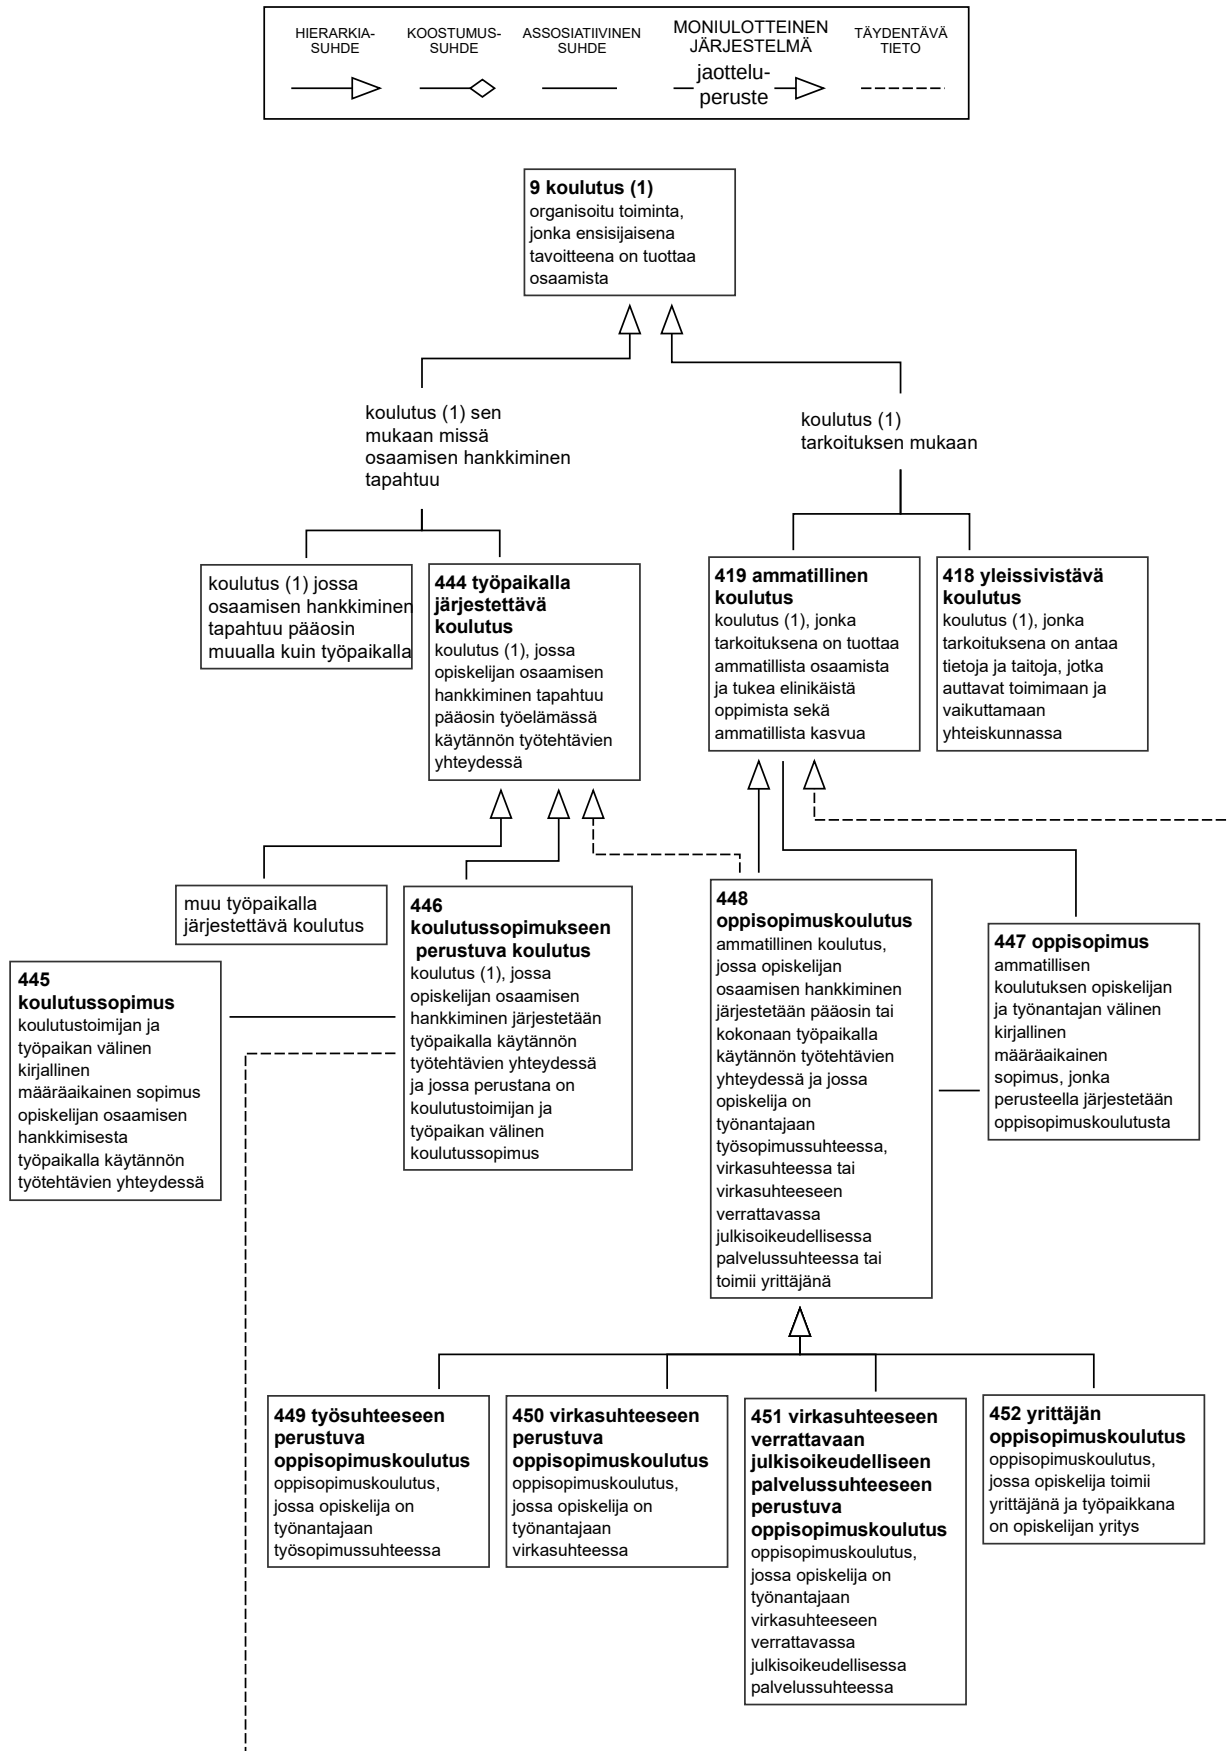 HIERARKIA-
SUHDE
KOOSTUMUS-
SUHDE
ASSOSIATIIVINEN
SUHDE
MONIULOTTEINEN
JÄRJESTELMÄ
jaottelu-
peruste
TÄYDENTÄVÄ
TIETO
9 koulutus (1)
organisoitu toiminta,
jonka ensisijaisena
tavoitteena on tuottaa
osaamista
koulutus (1) sen
mukaan missä
osaamisen hankkiminen
tapahtuu
koulutus (1)
tarkoituksen mukaan
koulutus (1) jossa
osaamisen hankkiminen
tapahtuu pääosin
muualla kuin työpaikalla
444 työpaikalla
järjestettävä
koulutus
koulutus (1), jossa
opiskelijan osaamisen
hankkiminen tapahtuu
pääosin työelämässä
käytännön työtehtävien
yhteydessä
419 ammatillinen
koulutus
koulutus (1), jonka
tarkoituksena on tuottaa
ammatillista osaamista
ja tukea elinikäistä
oppimista sekä
ammatillista kasvua
418 yleissivistävä
koulutus
koulutus (1), jonka
tarkoituksena on antaa
tietoja ja taitoja, jotka
auttavat toimimaan ja
vaikuttamaan
yhteiskunnassa
muu työpaikalla
järjestettävä koulutus
445
koulutussopimus
koulutustoimijan ja
työpaikan välinen
kirjallinen
määräaikainen sopimus
opiskelijan osaamisen
hankkimisesta
työpaikalla käytännön
työtehtävien yhteydessä
446
koulutussopimukseen
perustuva koulutus
koulutus (1), jossa
opiskelijan osaamisen
hankkiminen järjestetään
työpaikalla käytännön
työtehtävien yhteydessä
ja jossa perustana on
koulutustoimijan ja
työpaikan välinen
koulutussopimus
448
oppisopimuskoulutus
ammatillinen koulutus,
jossa opiskelijan
osaamisen hankkiminen
järjestetään pääosin tai
kokonaan työpaikalla
käytännön työtehtävien
yhteydessä ja jossa
opiskelija on
työnantajaan
työsopimussuhteessa,
virkasuhteessa tai
virkasuhteeseen
verrattavassa
julkisoikeudellisessa
palvelussuhteessa tai
toimii yrittäjänä
447 oppisopimus
ammatillisen
koulutuksen opiskelijan
ja työnantajan välinen
kirjallinen
määräaikainen
sopimus, jonka
perusteella järjestetään
oppisopimuskoulutusta
449 työsuhteeseen
perustuva
oppisopimuskoulutus
oppisopimuskoulutus,
jossa opiskelija on
työnantajaan
työsopimussuhteessa
450 virkasuhteeseen
perustuva
oppisopimuskoulutus
oppisopimuskoulutus,
jossa opiskelija on
työnantajaan
virkasuhteessa
451 virkasuhteeseen
verrattavaan
julkisoikeudelliseen
palvelussuhteeseen
perustuva
oppisopimuskoulutus
oppisopimuskoulutus,
jossa opiskelija on
työnantajaan
virkasuhteeseen
verrattavassa
julkisoikeudellisessa
palvelussuhteessa
452 yrittäjän
oppisopimuskoulutus
oppisopimuskoulutus,
jossa opiskelija toimii
yrittäjänä ja työpaikkana
on opiskelijan yritys